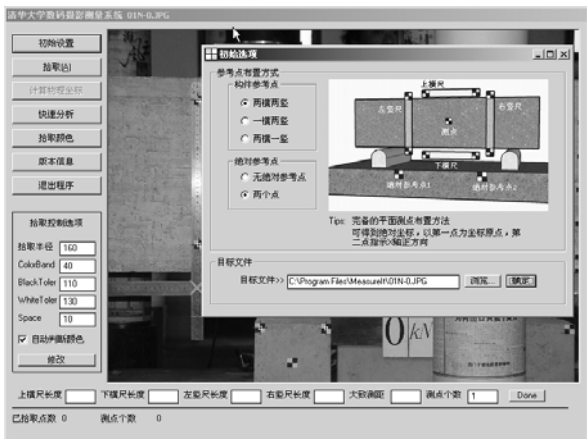 清华大学数码摄影测量系统 01N-0.JPG
初始设置
拾取[A]
计算物理坐标
快速分析
拾取颜色
版本信息
退出程序
拾取控制选项
拾取半径 160
ColorBand 40
BlackToler 110
WhiteToler 130
Space 10
自动判断颜色
修改
初始选项
参考点布置方式
构件参考点
两横两竖
一横两竖
两横一竖
绝对参考点
无绝对参考点
两个点
上横尺
左竖尺
右竖尺
测点
下横尺
绝对参考点1
绝对参考点2
Tips: 完备的平面测点布置方法
可得到绝对坐标，以第一点为坐标原点，第
二点指示X轴正方向
目标文件
目标文件>> C:\Program Files\MeasureIt\01N-0.JPG 浏览... 确定
0 kN
上横尺长度 下横尺长度 左竖尺长度 右竖尺长度 大致测距 测点个数 1 Done
已拾取点数 0 测点个数 0